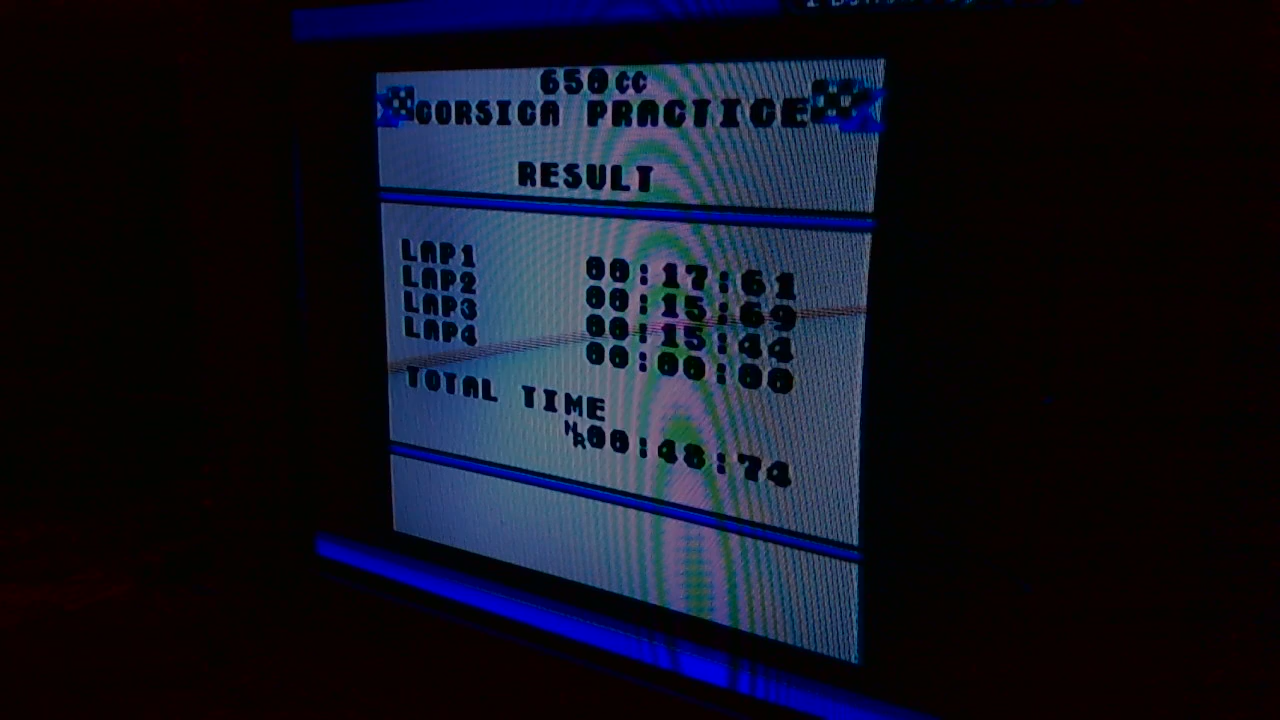 650cc
CORSICA PRACTICE
RESULT
LAP1 00:17:61
LAP2 00:15:69
LAP3 00:15:44
LAP4 00:00:00
TOTAL TIME
NR 00:48:74